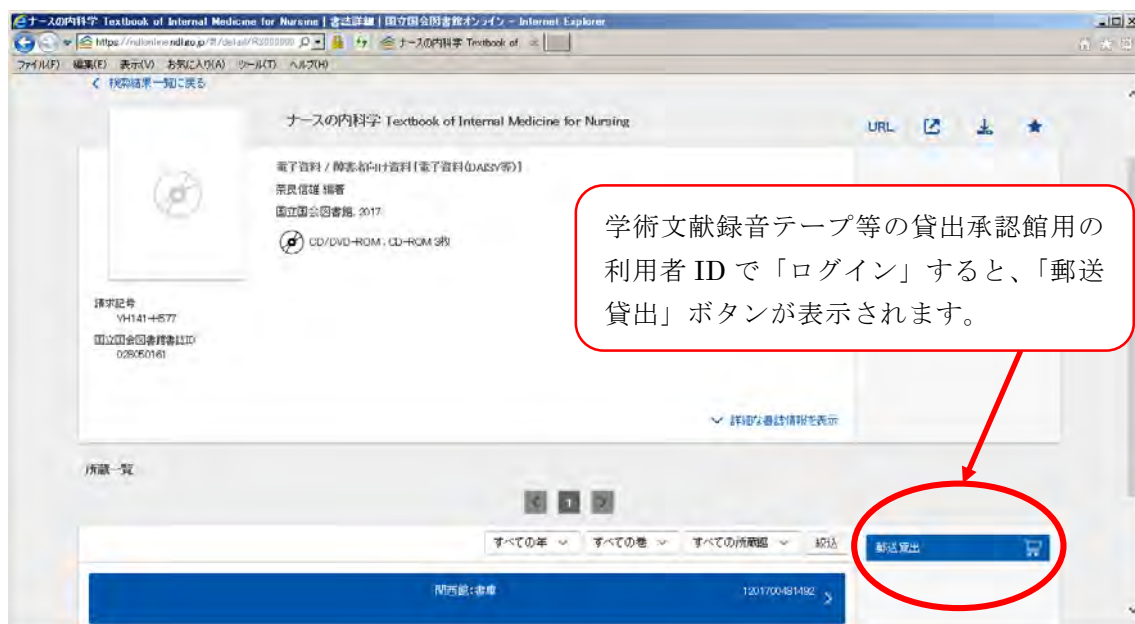 ナースの内科学 Textbook of Internal Medicine for Nursing | 書誌詳細 | 国立国会図書館オンライン - Internet Explorer
ナースの内科学 Textbook of
ファイル(F) 編集(E) 表示(V) お気に入り(A) ツール(T) ヘルプ(H)
検索結果一覧に戻る
ナースの内科学 Textbook of Internal Medicine for Nursing
URL
電子資料 / 障害者向け資料[電子資料(DAISY等)]
奈良信雄 編著
国立国会図書館, 2017
CD/DVD-ROM ; CD-ROM 3枚
学術文献録音テープ等の貸出承認館用の
利用者 ID で「ログイン」すると、「郵送
貸出」ボタンが表示されます。
請求記号
YH141-H577
国立国会図書館書誌ID
028050161
詳細な書誌情報を表示
所蔵一覧
1
すべての年 すべての巻 すべての所蔵館 絞込
郵送貸出
関西館:書庫 1201700481492